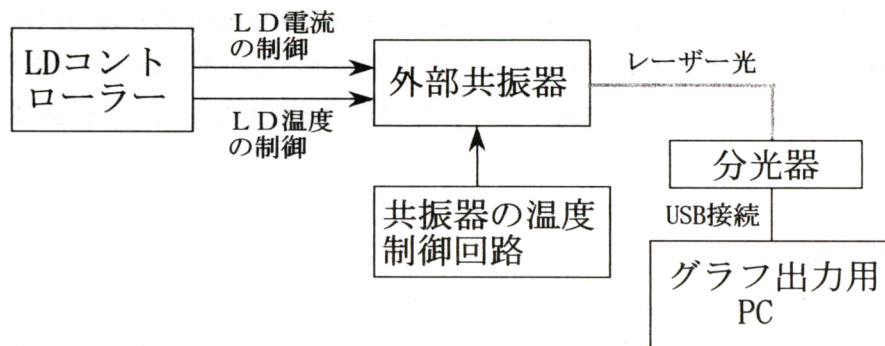 LDコント
ローラー
ＬＤ電流
の制御
ＬＤ温度
の制御
外部共振器
レーザー光
共振器の温度
制御回路
分光器
USB接続
グラフ出力用
PC